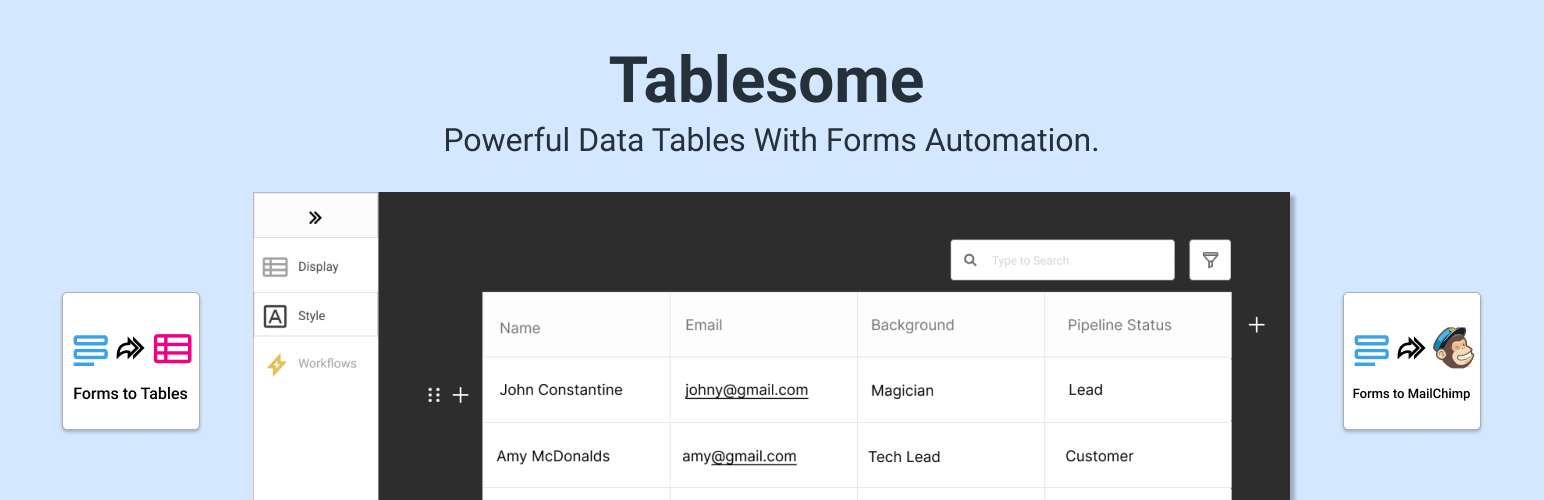 Tablesome
Powerful Data Tables With Forms Automation.
Display
Style
Workflows
Type to Search
Name Email Background Pipeline Status
John Constantine johny@gmail.com Magician Lead
Amy McDonalds amy@gmail.com Tech Lead Customer
Forms to Tables
Forms to MailChimp